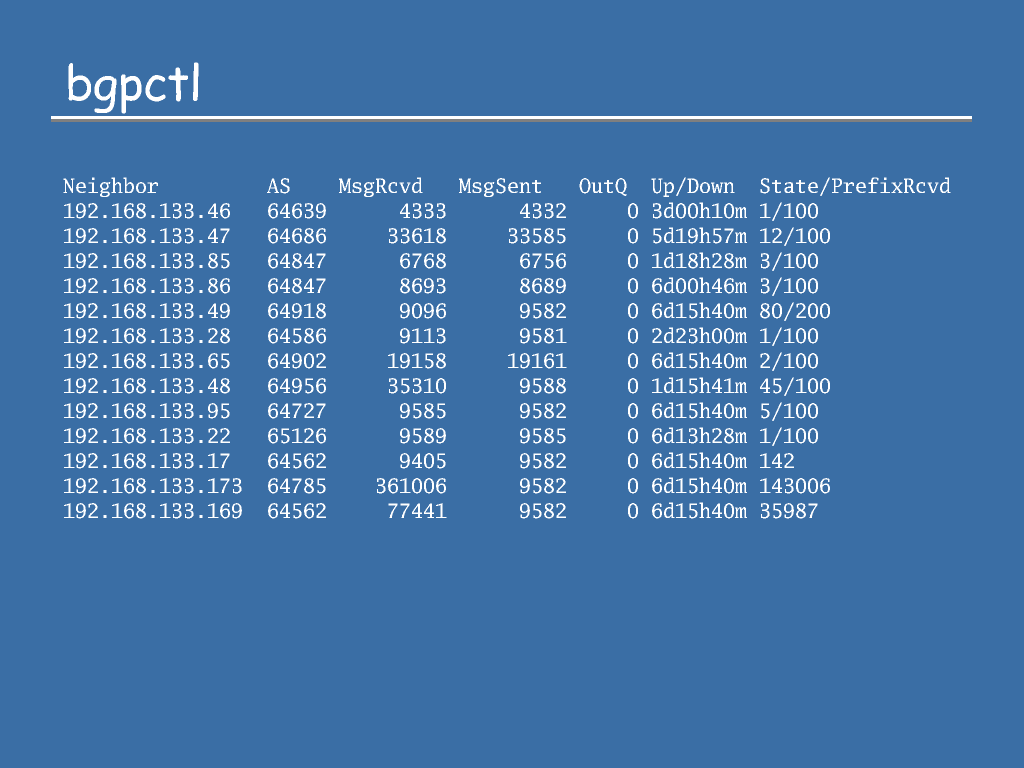 bgpctl
Neighbor AS MsgRcvd MsgSent OutQ Up/Down State/PrefixRcvd
192.168.133.46 64639 4333 4332 0 3d00h10m 1/100
192.168.133.47 64686 33618 33585 0 5d19h57m 12/100
192.168.133.85 64847 6768 6756 0 1d18h28m 3/100
192.168.133.86 64847 8693 8689 0 6d00h46m 3/100
192.168.133.49 64918 9096 9582 0 6d15h40m 80/200
192.168.133.28 64586 9113 9581 0 2d23h00m 1/100
192.168.133.65 64902 19158 19161 0 6d15h40m 2/100
192.168.133.48 64956 35310 9588 0 1d15h41m 45/100
192.168.133.95 64727 9585 9582 0 6d15h40m 5/100
192.168.133.22 65126 9589 9585 0 6d13h28m 1/100
192.168.133.17 64562 9405 9582 0 6d15h40m 142
192.168.133.173 64785 361006 9582 0 6d15h40m 143006
192.168.133.169 64562 77441 9582 0 6d15h40m 35987